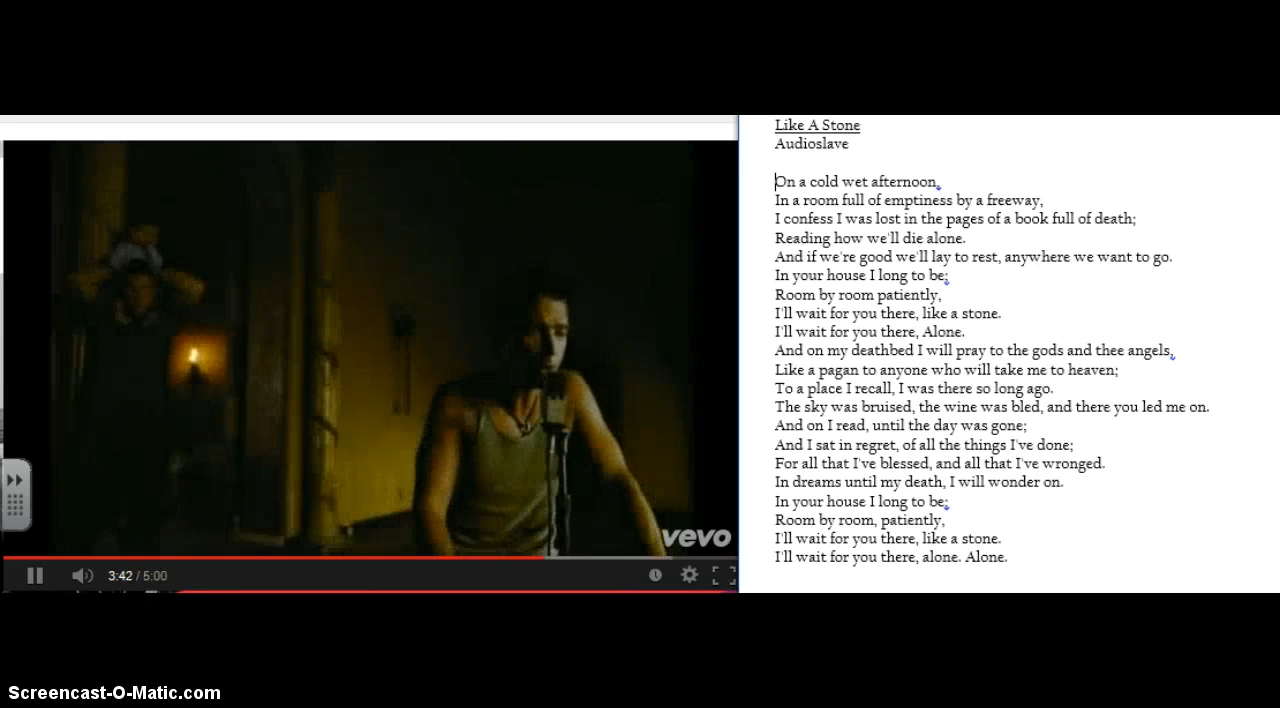 Like A Stone
Audioslave
On a cold wet afternoon,
In a room full of emptiness by a freeway,
I confess I was lost in the pages of a book full of death;
Reading how we'll die alone.
And if we're good we'll lay to rest, anywhere we want to go.
In your house I long to be;
Room by room patiently,
I'll wait for you there, like a stone.
I'll wait for you there, Alone.
And on my deathbed I will pray to the gods and thee angels,
Like a pagan to anyone who will take me to heaven;
To a place I recall, I was there so long ago.
The sky was bruised, the wine was bled, and there you led me on.
And on I read, until the day was gone;
And I sat in regret, of all the things I've done;
For all that I've blessed, and all that I've wronged.
In dreams until my death, I will wonder on.
In your house I long to be;
Room by room, patiently,
I'll wait for you there, like a stone.
I'll wait for you there, alone. Alone.
vevo
3:42 / 5:00
Screencast-O-Matic.com